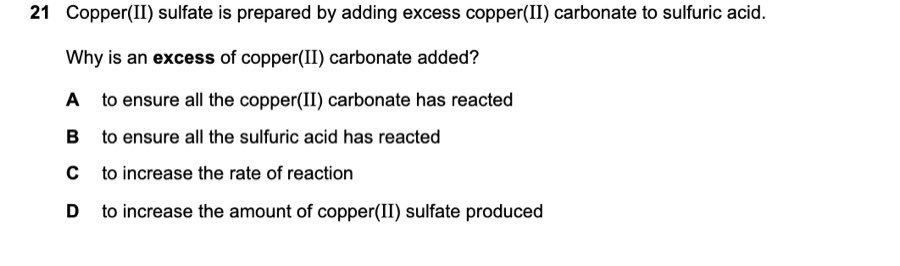 21 Copper(II) sulfate is prepared by adding excess copper(II) carbonate to sulfuric acid.
Why is an excess of copper(II) carbonate added?
A to ensure all the copper(II) carbonate has reacted
B to ensure all the sulfuric acid has reacted
C to increase the rate of reaction
D to increase the amount of copper(II) sulfate produced